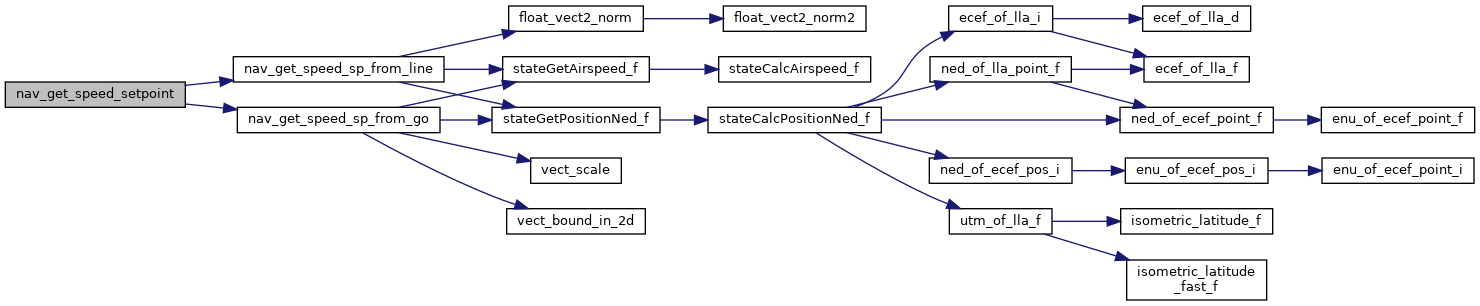 nav_get_speed_setpoint
nav_get_speed_sp_from_line
nav_get_speed_sp_from_go
float_vect2_norm
stateGetAirspeed_f
stateGetPositionNed_f
vect_scale
vect_bound_in_2d
float_vect2_norm2
stateCalcAirspeed_f
stateCalcPositionNed_f
ecef_of_lla_i
ned_of_lla_point_f
ned_of_ecef_pos_i
utm_of_lla_f
ecef_of_lla_d
ecef_of_lla_f
ned_of_ecef_point_f
enu_of_ecef_pos_i
isometric_latitude_f
isometric_latitude
_fast_f
enu_of_ecef_point_f
enu_of_ecef_point_i